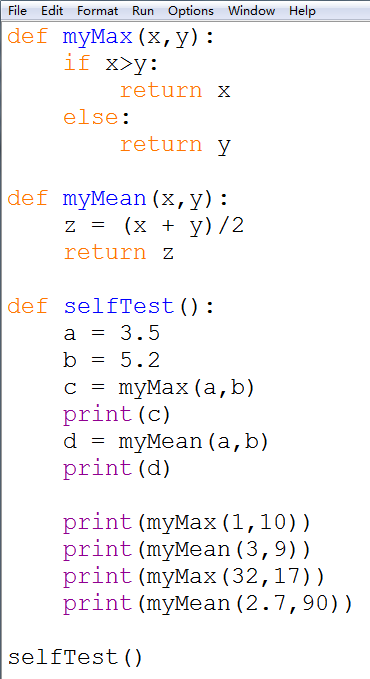 File Edit Format Run Options Window Help
def myMax(x,y):
    if x>y:
        return x
    else:
        return y

def myMean(x,y):
    z = (x + y)/2
    return z

def selfTest():
    a = 3.5
    b = 5.2
    c = myMax(a,b)
    print(c)
    d = myMean(a,b)
    print(d)

    print(myMax(1,10))
    print(myMean(3,9))
    print(myMax(32,17))
    print(myMean(2.7,90))

selfTest()